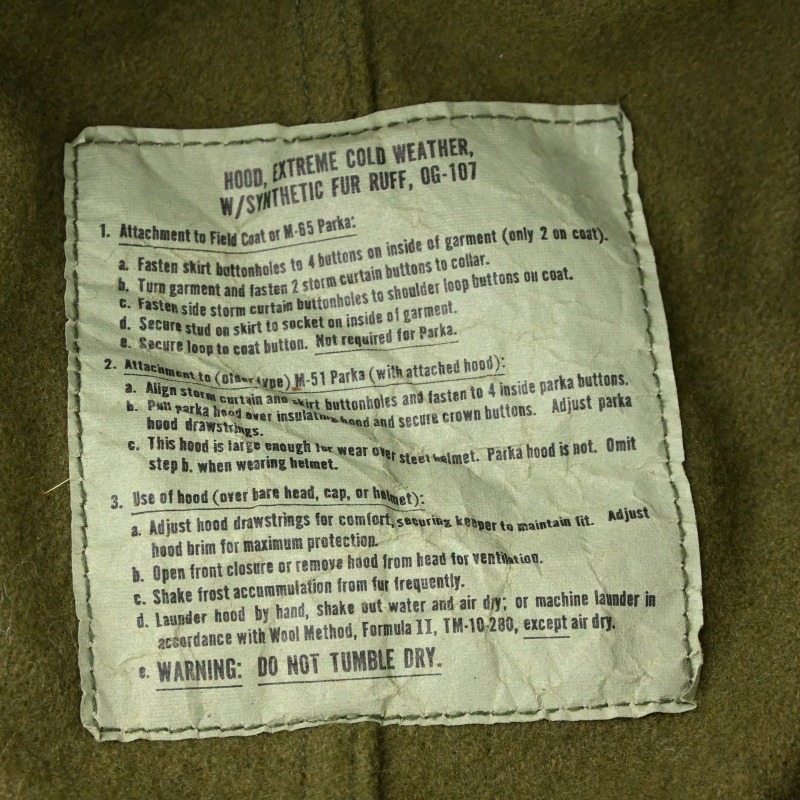 HOOD, EXTREME COLD WEATHER,
W/SYNTHETIC FUR RUFF, OG-107
1. Attachment to Field Coat or M-65 Parka:
a. Fasten skirt buttonholes to 4 buttons on inside of garment (only 2 on coat).
b. Turn garment and fasten 2 storm curtain buttons to collar.
c. Fasten side storm curtain buttonholes to shoulder loop buttons on coat.
d. Secure stud on skirt to socket on inside of garment.
e. Secure loop to coat button. Not required for Parka.
2. Attachment to (older type) M-51 Parka (with attached hood):
a. Align storm curtain and skirt buttonholes and fasten to 4 inside parka buttons.
b. Pull parka hood over insulating hood and secure crown buttons. Adjust parka
hood drawstrings.
c. This hood is large enough for wear over steel helmet. Parka hood is not. Omit
step b. when wearing helmet.
3. Use of hood (over bare head, cap, or helmet):
a. Adjust hood drawstrings for comfort, securing keeper to maintain fit. Adjust
hood brim for maximum protection.
b. Open front closure or remove hood from head for ventilation.
c. Shake frost accummulation from fur frequently.
d. Launder hood by hand, shake out water and air dry; or machine launder in
accordance with Wool Method, Formula II, TM-10-280, except air dry.
e. WARNING: DO NOT TUMBLE DRY.